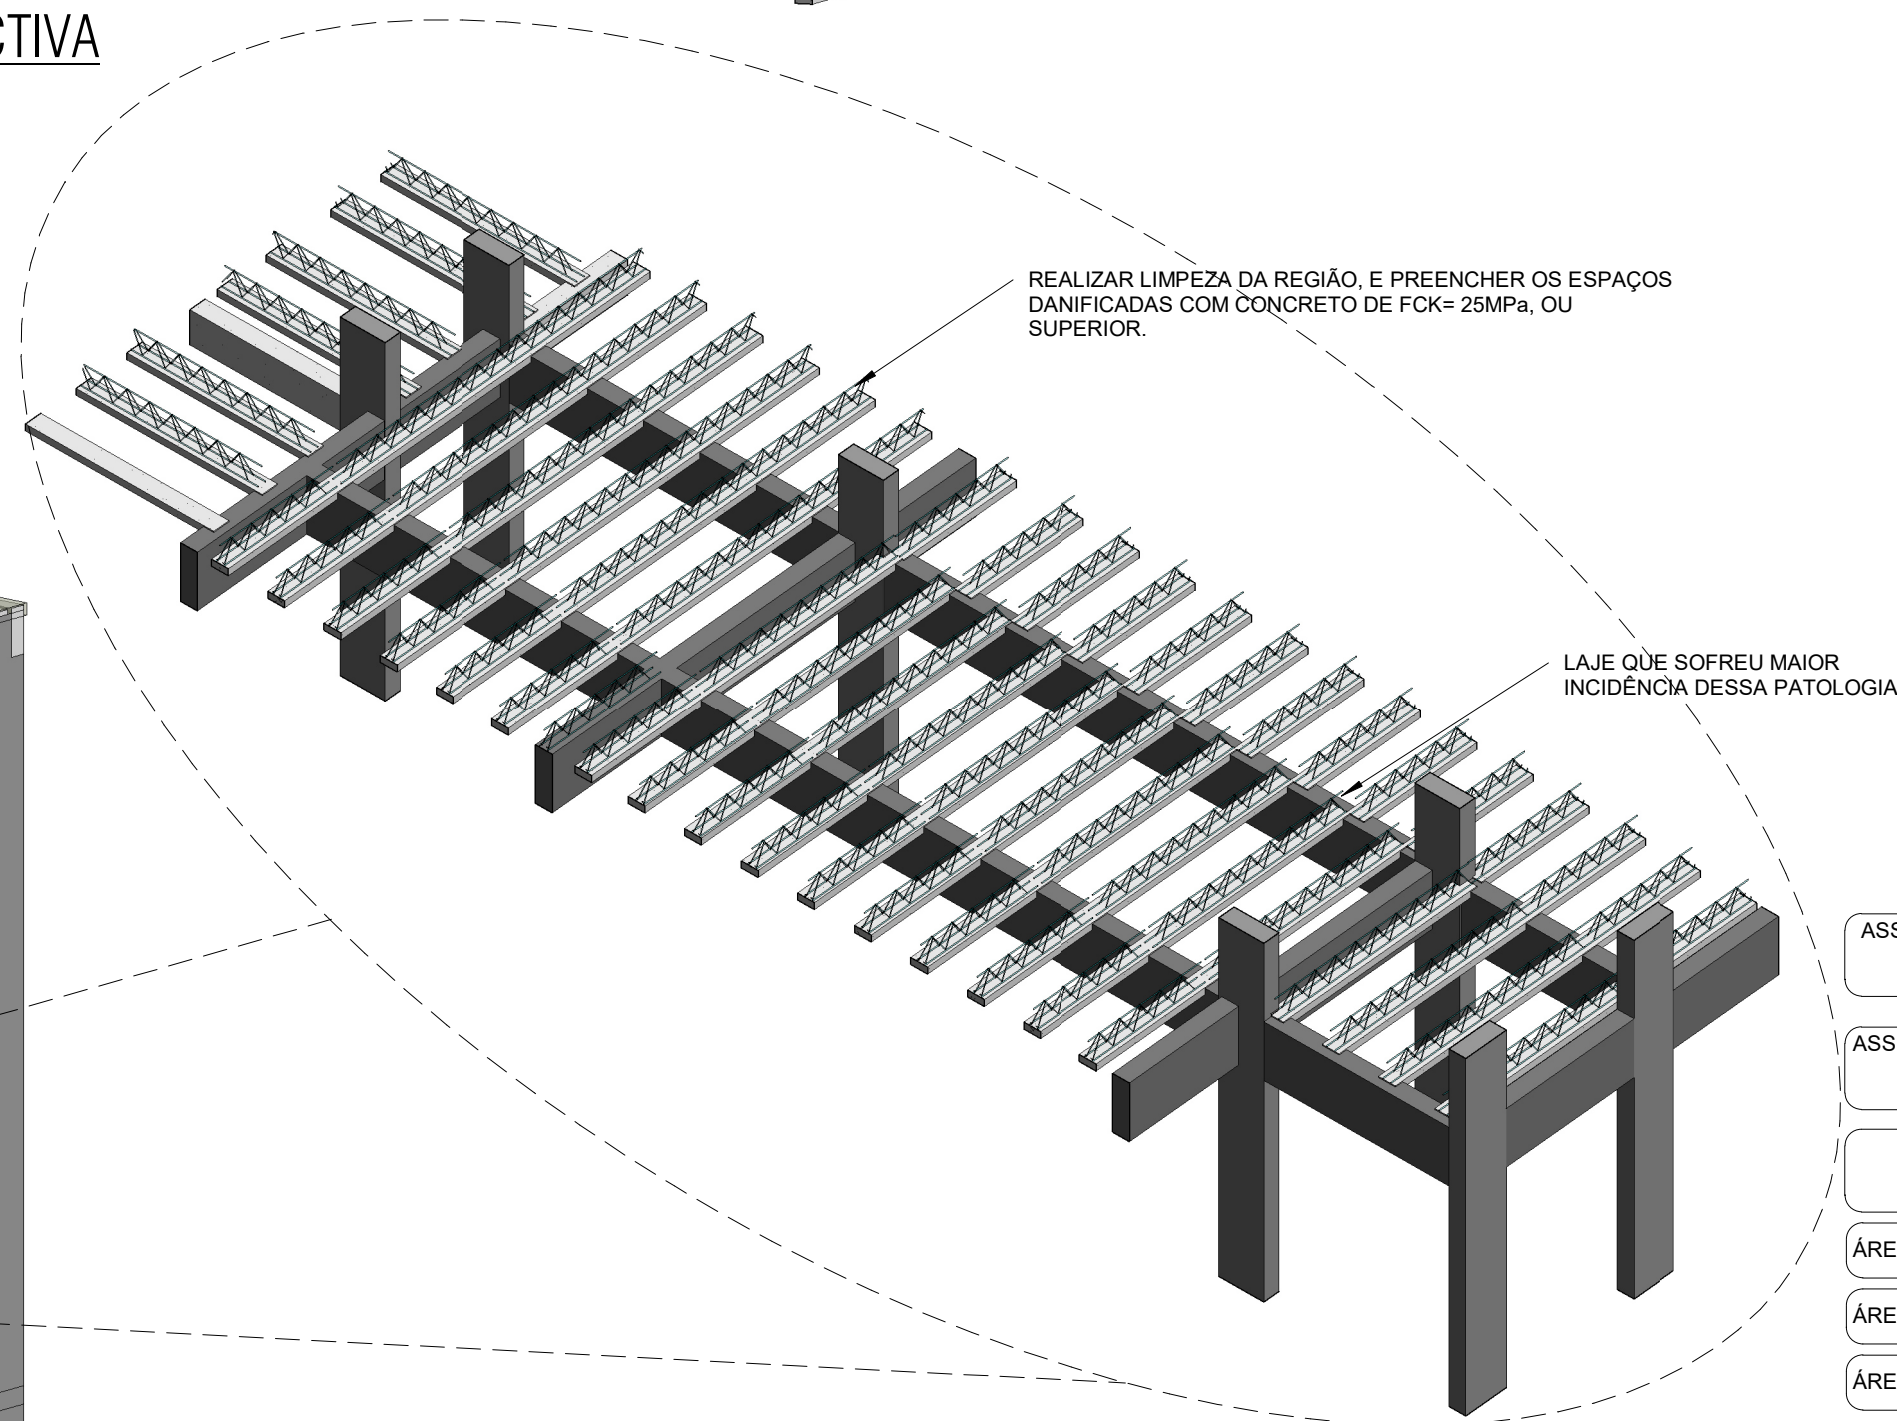 CTIVA
REALIZAR LIMPEZA DA REGIÃO, E PREENCHER OS ESPAÇOS
DANIFICADAS COM CONCRETO DE FCK= 25MPa, OU
SUPERIOR.
LAJE QUE SOFREU MAIOR
INCIDÊNCIA DESSA PATOLOGIA
ASS
ASS
ÁRE
ÁRE
ÁRE